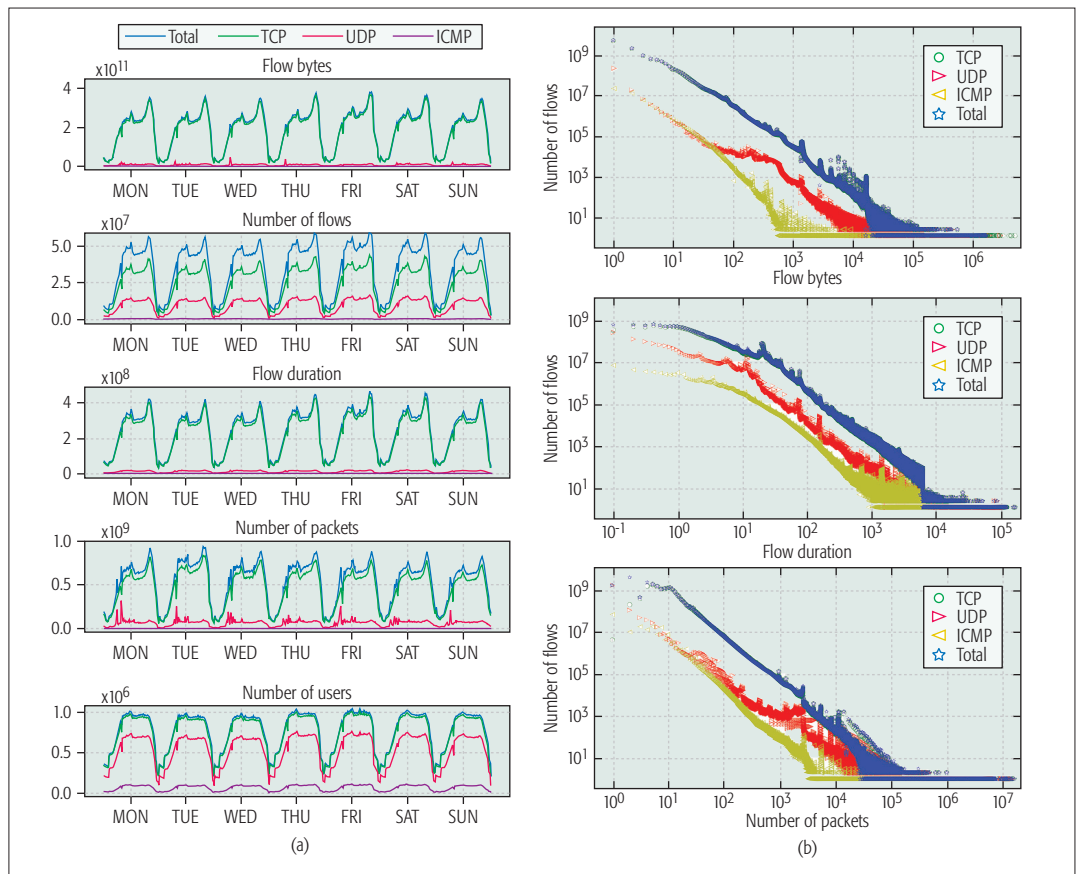 Total TCP UDP ICMP
x10^11
Flow bytes
4
2
0
MON TUE WED THU FRI SAT SUN
x10^7
Number of flows
5.0
2.5
0.0
MON TUE WED THU FRI SAT SUN
x10^8
Flow duration
4
2
0
MON TUE WED THU FRI SAT SUN
x10^9
Number of packets
1.0
0.5
0.0
MON TUE WED THU FRI SAT SUN
x10^6
Number of users
1.0
0.5
0.0
MON TUE WED THU FRI SAT SUN
(a)
Number of flows
10^9
10^7
10^5
10^3
10^1
TCP
UDP
ICMP
Total
10^0 10^1 10^2 10^3 10^4 10^5 10^6
Flow bytes
Number of flows
10^9
10^7
10^5
10^3
10^1
TCP
UDP
ICMP
Total
10^-1 10^0 10^1 10^2 10^3 10^4 10^5
Flow duration
Number of flows
10^9
10^7
10^5
10^3
10^1
TCP
UDP
ICMP
Total
10^0 10^1 10^2 10^3 10^4 10^5 10^6 10^7
Number of packets
(b)